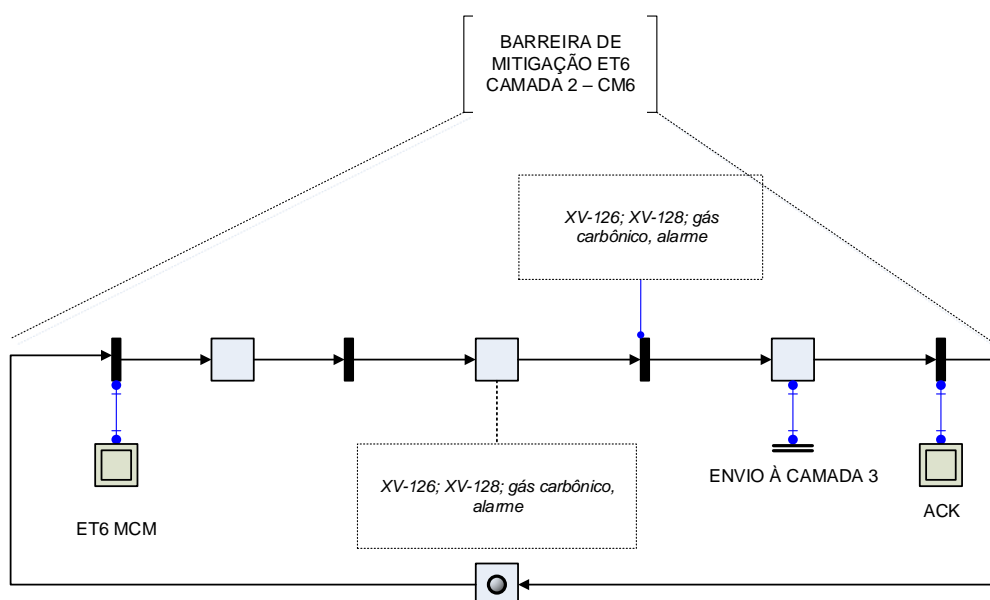 BARREIRA DE
MITIGAÇÃO ET6
CAMADA 2 – CM6
XV-126; XV-128; gás
carbônico, alarme
XV-126; XV-128; gás carbônico,
alarme
ET6 MCM
ENVIO À CAMADA 3
ACK